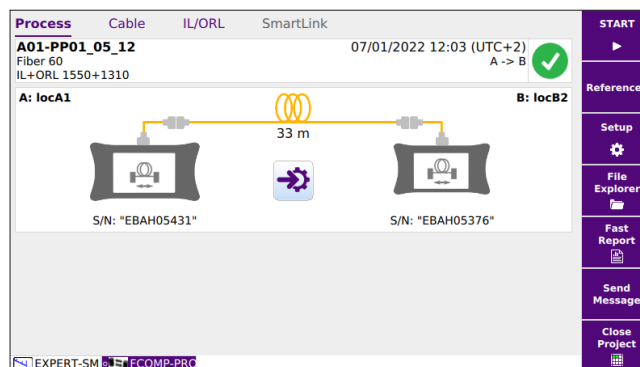 Process Cable IL/ORL SmartLink
A01-PP01_05_12
07/01/2022 12:03 (UTC+2)
Fiber 60
A -> B
IL+ORL 1550+1310
A: locA1
B: locB2
33 m
S/N: "EBAH05431"
S/N: "EBAH05376"
EXPERT-SM FCOMP-PRO
START
Reference
Setup
File
Explorer
Fast
Report
Send
Message
Close
Project